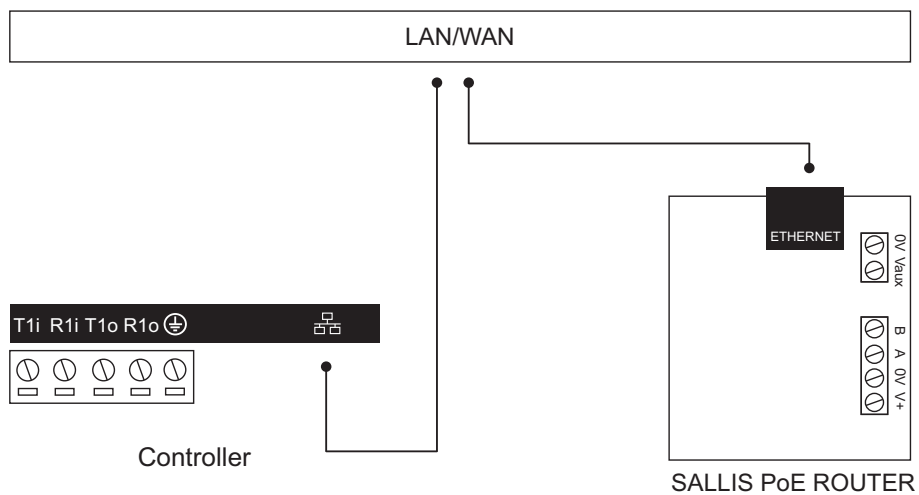 LAN/WAN
ETHERNET
0V Vaux
B A 0V V+
T1i R1i T1o R1o
Controller
SALLIS PoE ROUTER